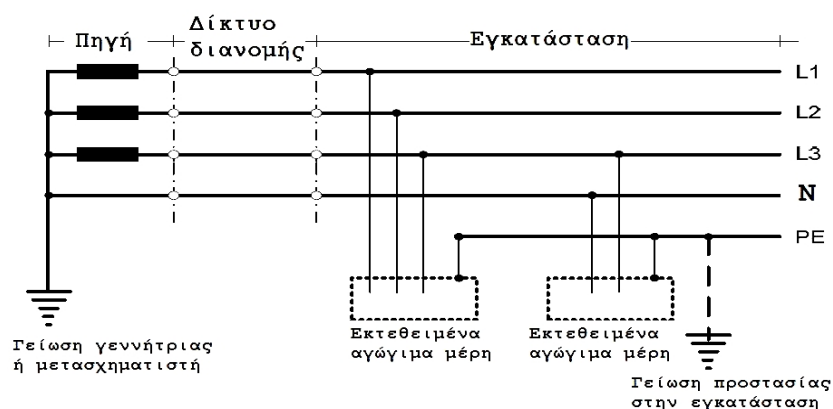 Πηγή
Δίκτυο
διανομής
Εγκατάσταση
L1
L2
L3
N
PE
Εκτεθειμένα
αγώγιμα μέρη
Εκτεθειμένα
αγώγιμα μέρη
Γείωση γεννήτριας
ή μετασχηματιστή
Γείωση προστασίας
στην εγκατάσταση